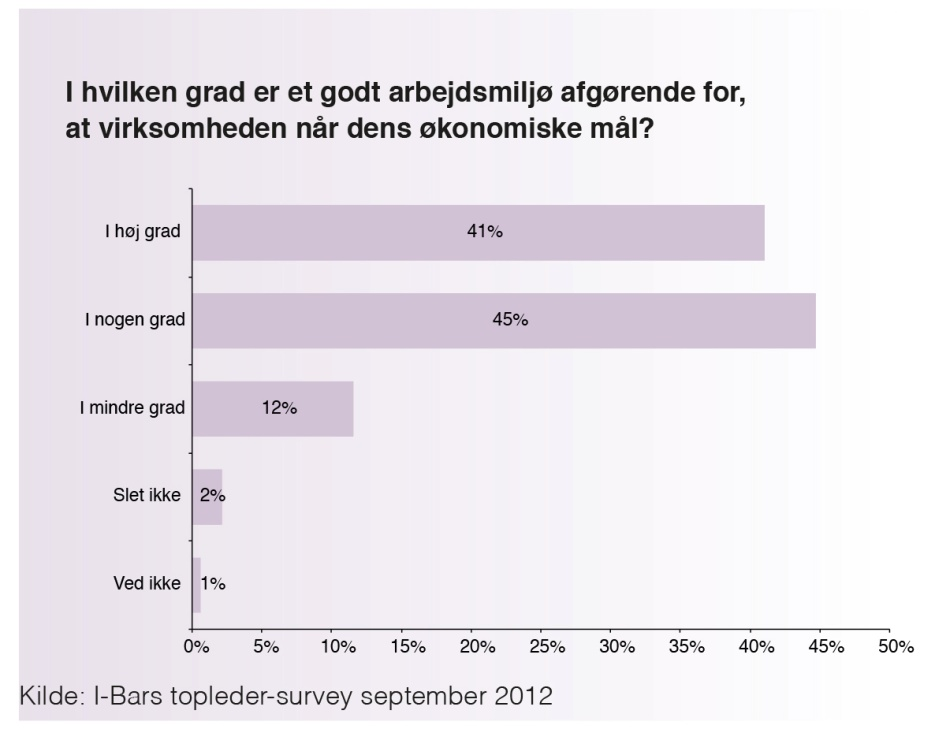 I hvilken grad er et godt arbejdsmiljø afgørende for,
at virksomheden når dens økonomiske mål?
I høj grad 41%
I nogen grad 45%
I mindre grad 12%
Slet ikke 2%
Ved ikke 1%
0% 5% 10% 15% 20% 25% 30% 35% 40% 45% 50%
Kilde: I-Bars topleder-survey september 2012